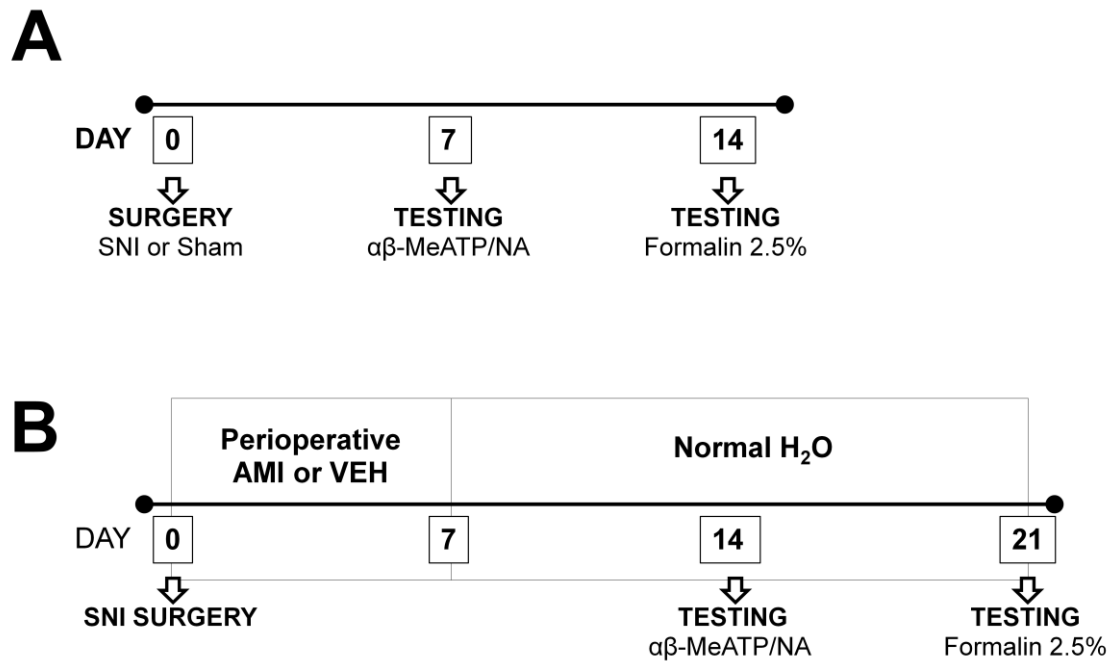 A
DAY 0 7 14
SURGERY TESTING TESTING
SNI or Sham αβ-MeATP/NA Formalin 2.5%
B
Perioperative
AMI or VEH
Normal H₂O
DAY 0 7 14 21
SNI SURGERY TESTING TESTING
αβ-MeATP/NA Formalin 2.5%